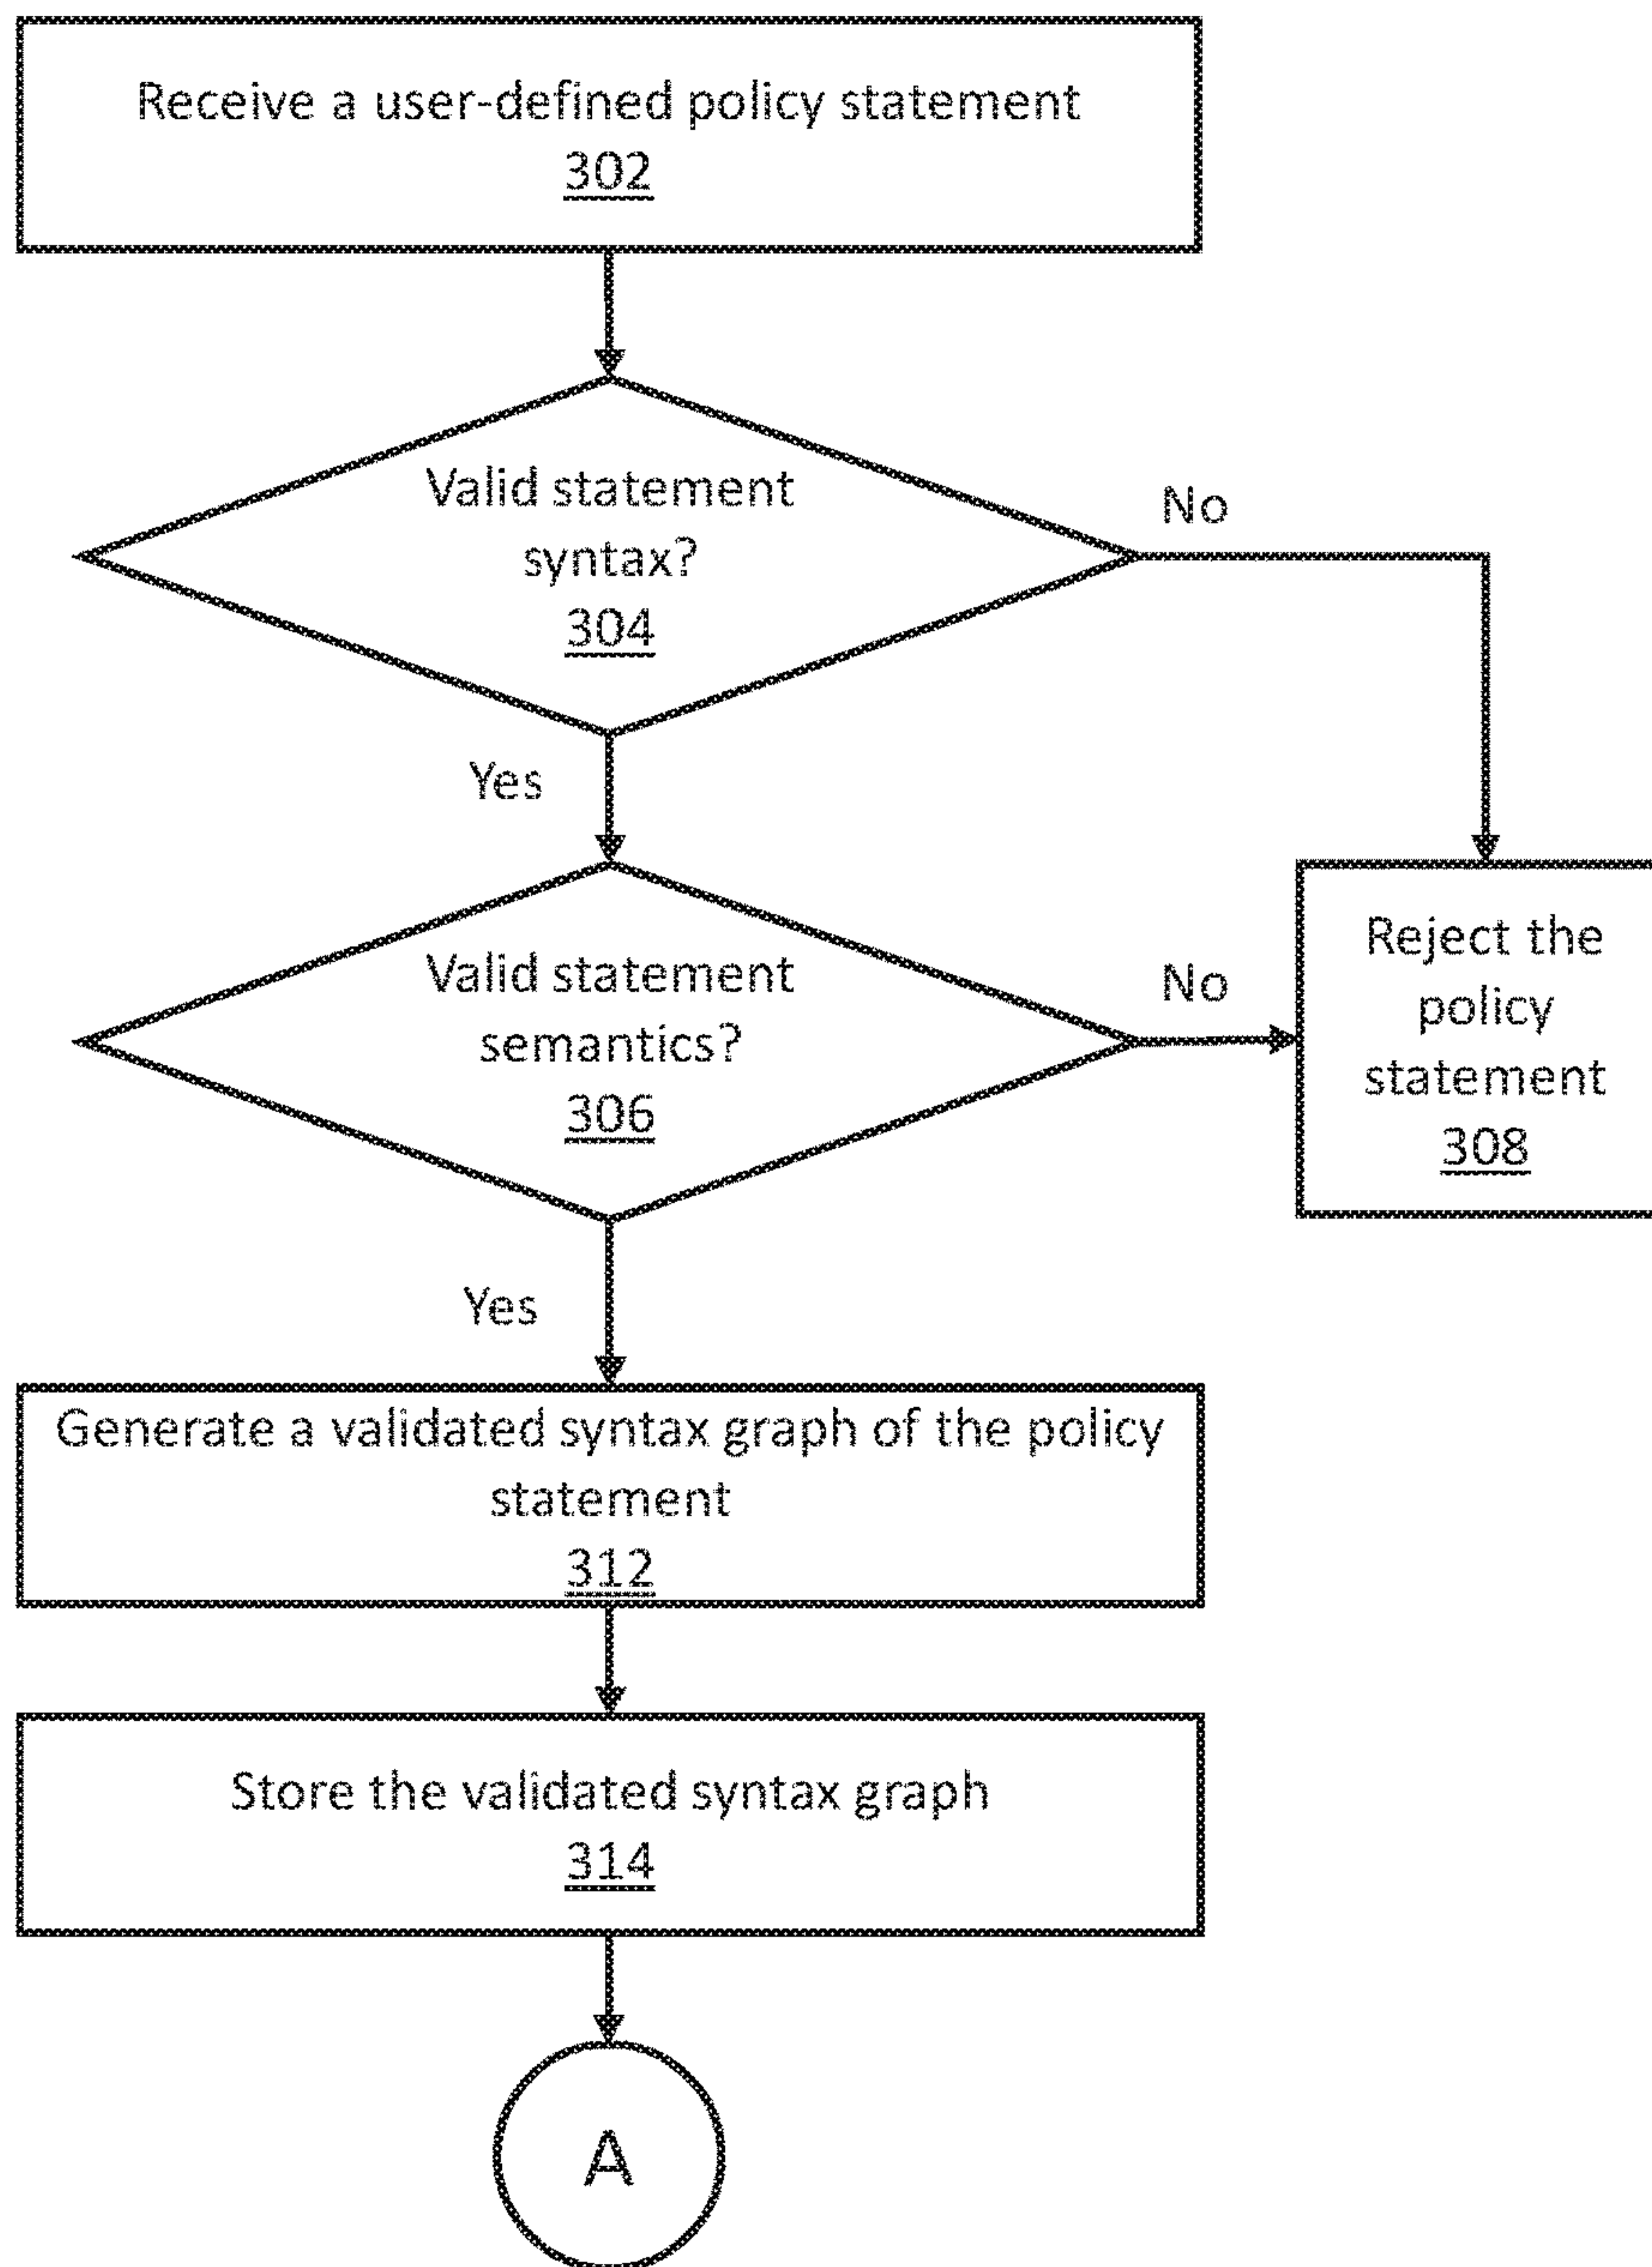 Receive a user-defined policy statement
302
Valid statement
syntax?
304
No
Yes
Valid statement
semantics?
306
No
Reject the
policy
statement
308
Yes
Generate a validated syntax graph of the policy
statement
312
Store the validated syntax graph
314
A